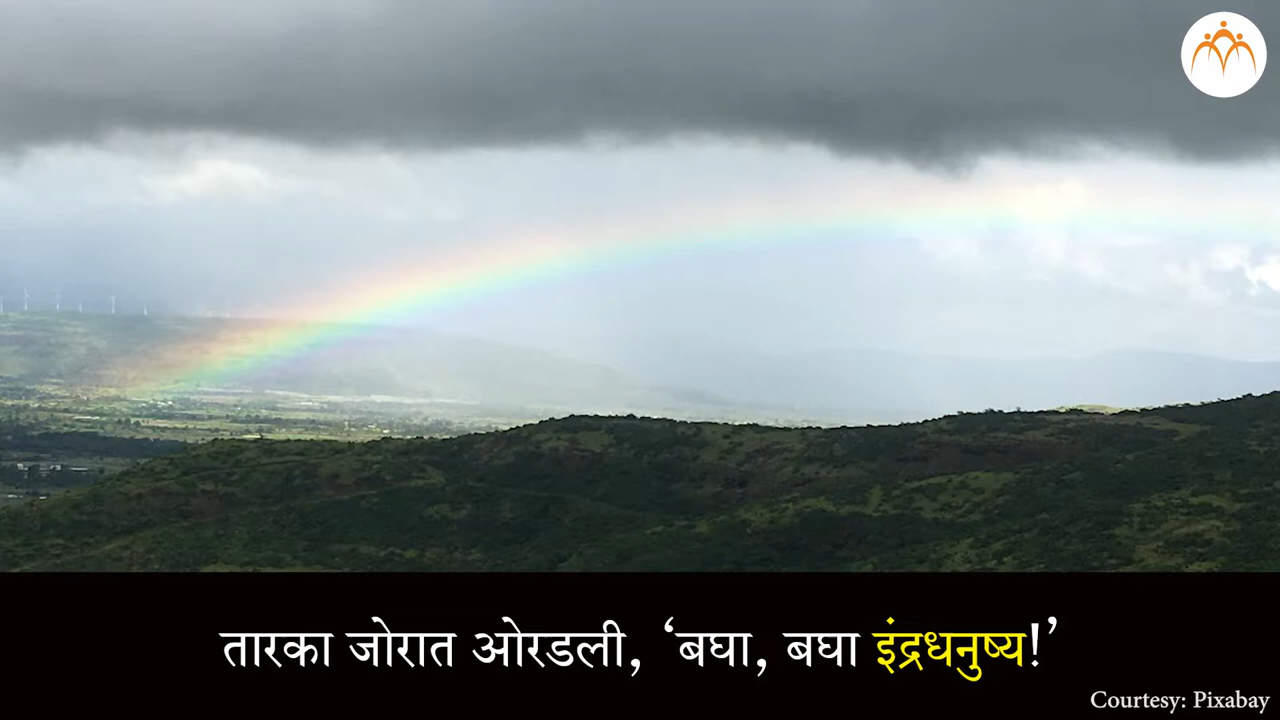 तारका जोरात ओरडली, ‘बघा, बघा इंद्रधनुष्य!’
Courtesy: Pixabay